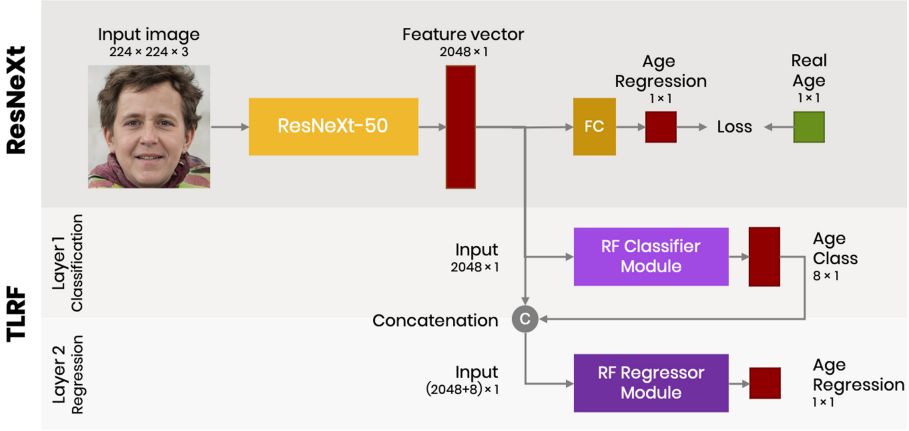 ResNeXt
Input image
224 × 224 × 3
ResNeXt-50
Feature vector
2048 × 1
FC
Age
Regression
1 × 1
Loss
Real
Age
1 × 1
TLRF
Layer 1
Classification
Input
2048 × 1
RF Classifier
Module
Age
Class
8 × 1
Concatenation
C
Layer 2
Regression
Input
(2048+8) × 1
RF Regressor
Module
Age
Regression
1 × 1